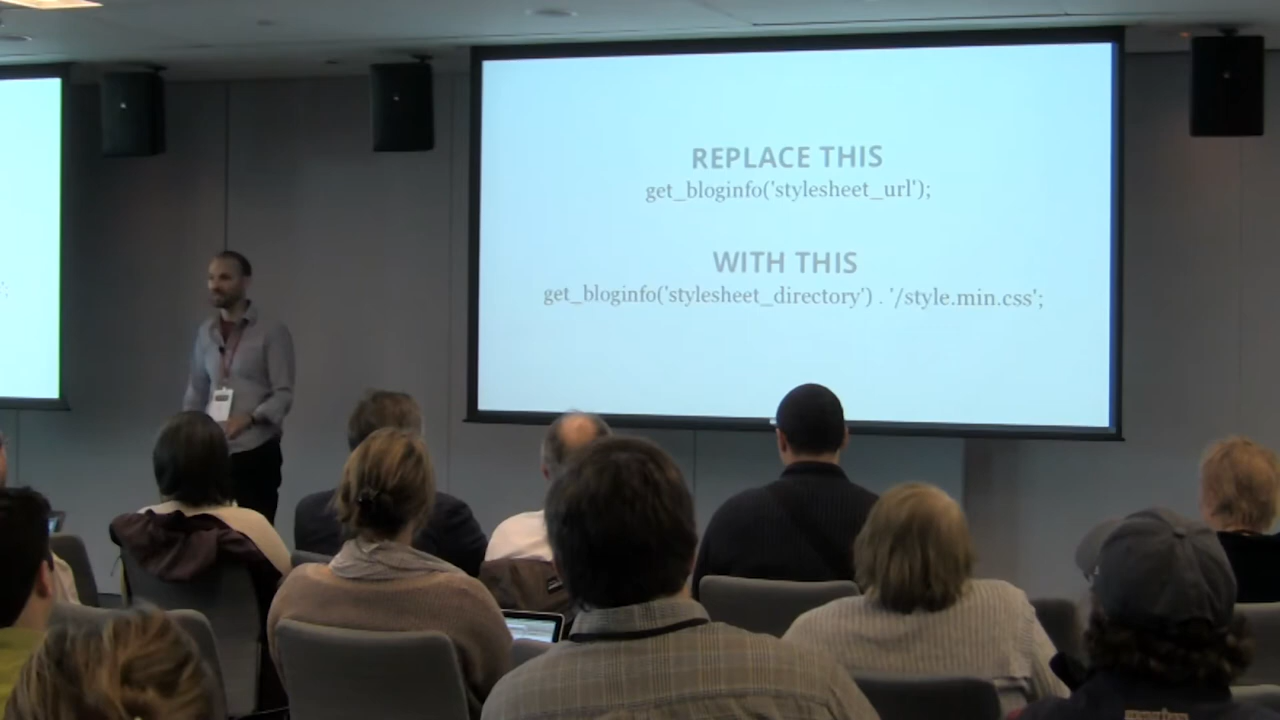 REPLACE THIS
get_bloginfo('stylesheet_url');
WITH THIS
get_bloginfo('stylesheet_directory') . '/style.min.css';